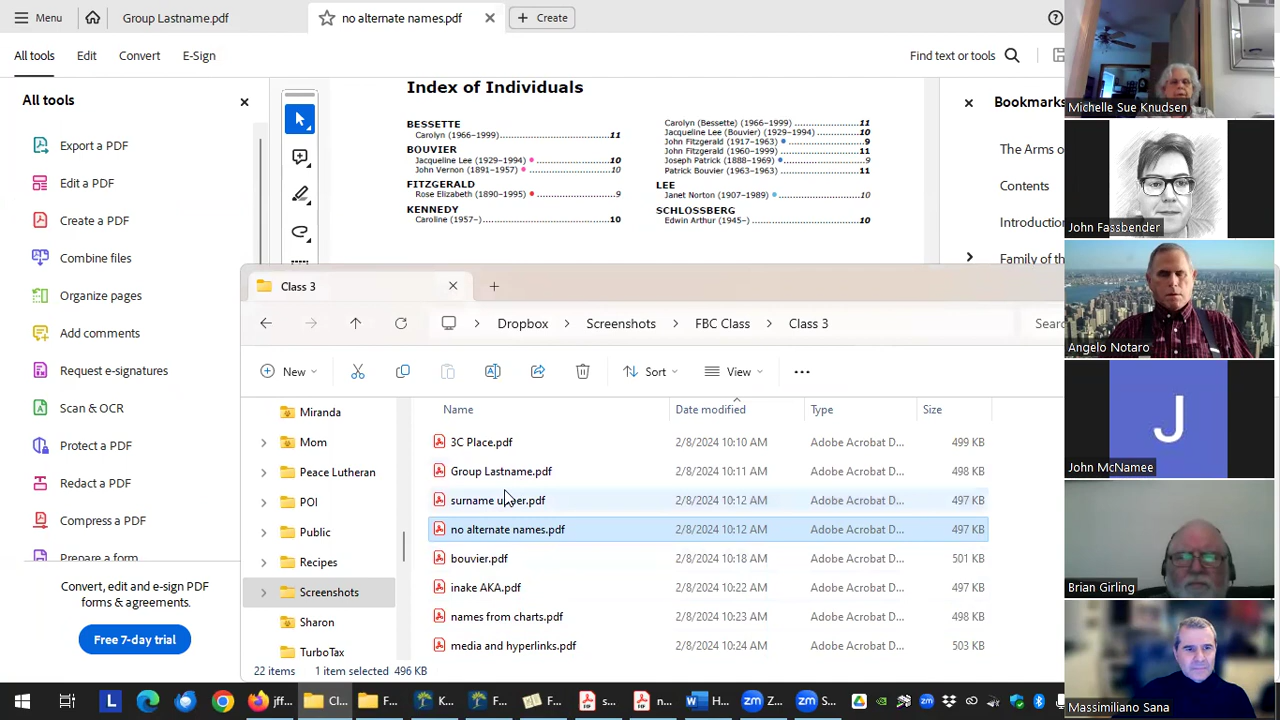 Menu
Group Lastname.pdf
no alternate names.pdf
Create
All tools
Edit
Convert
E-Sign
Find text or tools
All tools
Export a PDF
Edit a PDF
Create a PDF
Combine files
Organize pages
Add comments
Request e-signatures
Scan & OCR
Protect a PDF
Redact a PDF
Compress a PDF
Prepare a form
Convert, edit and e-sign PDF
forms & agreements.
Free 7-day trial
Index of Individuals
BESSETTE
Carolyn (1966-1999) 11
BOUVIER
Jacqueline Lee (1929-1994) 10
John Vernon (1891-1957) 10
FITZGERALD
Rose Elizabeth (1890-1995) 9
KENNEDY
Caroline (1957-) 10
Carolyn (Bessette) (1966-1999) 11
Jacqueline Lee (Bouvier) (1929-1994) 10
John Fitzgerald (1917-1963) 9
John Fitzgerald (1960-1999) 11
Joseph Patrick (1888-1969) 9
Patrick Bouvier (1963-1963) 11
LEE
Janet Norton (1907-1989) 10
SCHLOSSBERG
Edwin Arthur (1945-) 10
Bookmarks
The Arms o
Contents
Introduction
Family of the
Class 3
Dropbox
Screenshots
FBC Class
Class 3
Searc
New
Sort
View
Miranda
Mom
Peace Lutheran
POI
Public
Recipes
Screenshots
Sharon
TurboTax
Name Date modified Type Size
3C Place.pdf 2/8/2024 10:10 AM Adobe Acrobat D... 499 KB
Group Lastname.pdf 2/8/2024 10:11 AM Adobe Acrobat D... 498 KB
surname upper.pdf 2/8/2024 10:12 AM Adobe Acrobat D... 497 KB
no alternate names.pdf 2/8/2024 10:12 AM Adobe Acrobat D... 497 KB
bouvier.pdf 2/8/2024 10:18 AM Adobe Acrobat D... 501 KB
inake AKA.pdf 2/8/2024 10:22 AM Adobe Acrobat D... 497 KB
names from charts.pdf 2/8/2024 10:23 AM Adobe Acrobat D... 498 KB
media and hyperlinks.pdf 2/8/2024 10:24 AM Adobe Acrobat D... 503 KB
22 items 1 item selected 496 KB
jff...
Cl...
F...
K...
F...
F...
s...
n...
H...
Z...
S...
Michelle Sue Knudsen
John Fassbender
Angelo Notaro
J
John McNamee
Brian Girling
Massimiliano Sana